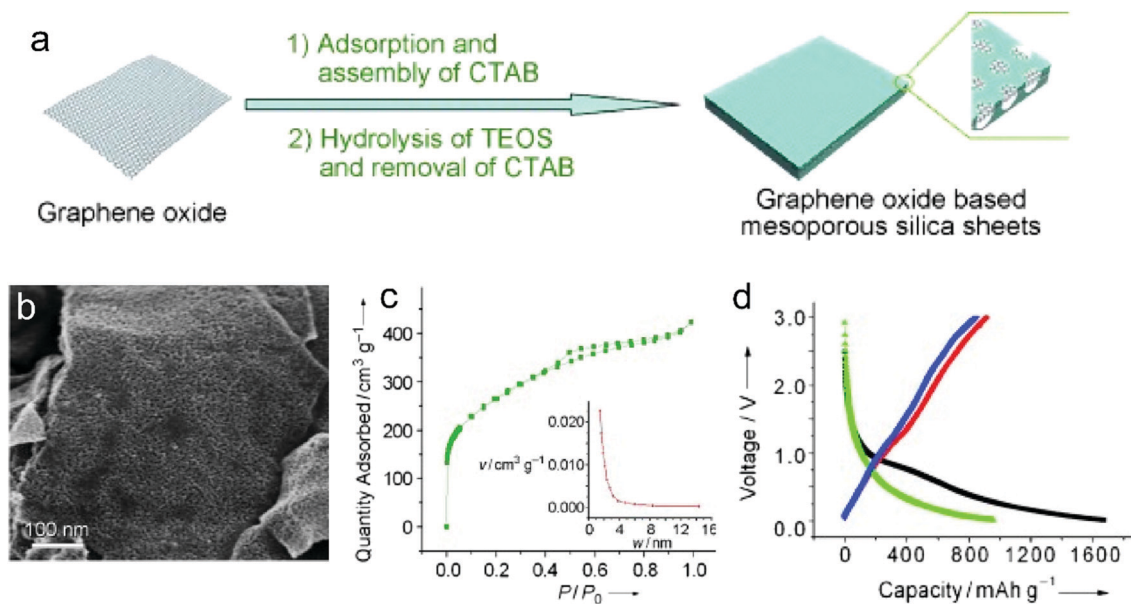 a
1) Adsorption and
assembly of CTAB
2) Hydrolysis of TEOS
and removal of CTAB
Graphene oxide
Graphene oxide based
mesoporous silica sheets
b
100 nm
c
Quantity Adsorbed / cm³ g⁻¹
400
300
200
100
0
0.0 0.2 0.4 0.6 0.8 1.0
P/P₀
v/cm³ g⁻¹
0.020
0.010
0.000
0 4 8 12 16
w/nm
d
Voltage / V
3.0
2.0
1.0
0.0
0 400 800 1200 1600
Capacity / mAh g⁻¹